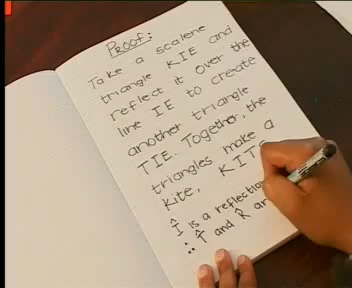 Proof:
Take a scalene
triangle KIE and
reflect it over the
line IE to create
another triangle
TIE. Together, the
triangles make a
kite, KITE
Î is a reflection
∴ T̂ and K̂ ar